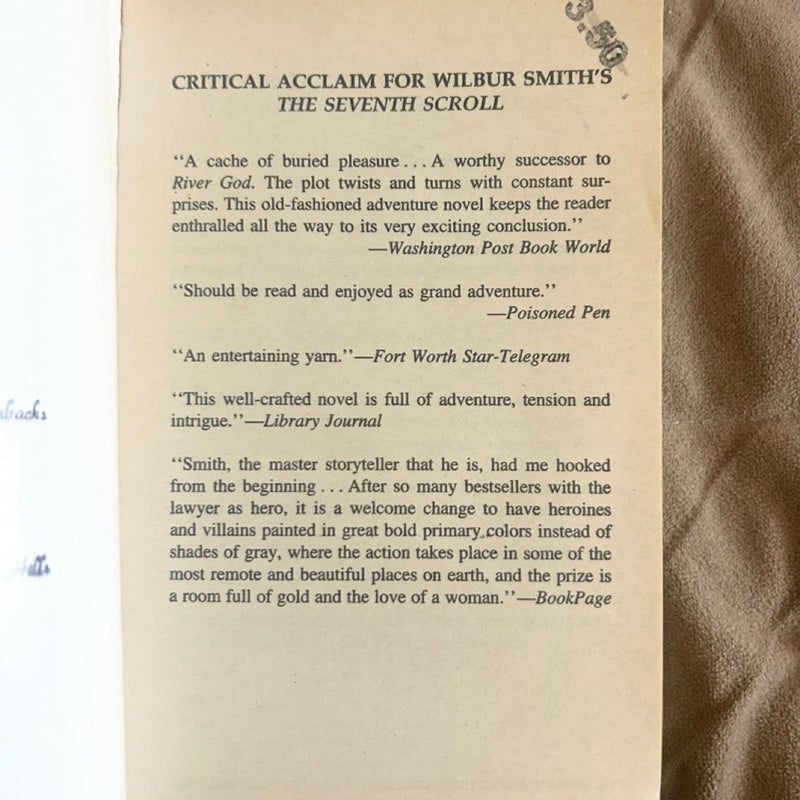 3.50
CRITICAL ACCLAIM FOR WILBUR SMITH'S
THE SEVENTH SCROLL
“A cache of buried pleasure . . . A worthy successor to
River God. The plot twists and turns with constant sur-
prises. This old-fashioned adventure novel keeps the reader
enthralled all the way to its very exciting conclusion.”
—Washington Post Book World
“Should be read and enjoyed as grand adventure.”
—Poisoned Pen
“An entertaining yarn.”—Fort Worth Star-Telegram
“This well-crafted novel is full of adventure, tension and
intrigue.”—Library Journal
“Smith, the master storyteller that he is, had me hooked
from the beginning . . . After so many bestsellers with the
lawyer as hero, it is a welcome change to have heroines
and villains painted in great bold primary colors instead of
shades of gray, where the action takes place in some of the
most remote and beautiful places on earth, and the prize is
a room full of gold and the love of a woman.”—BookPage